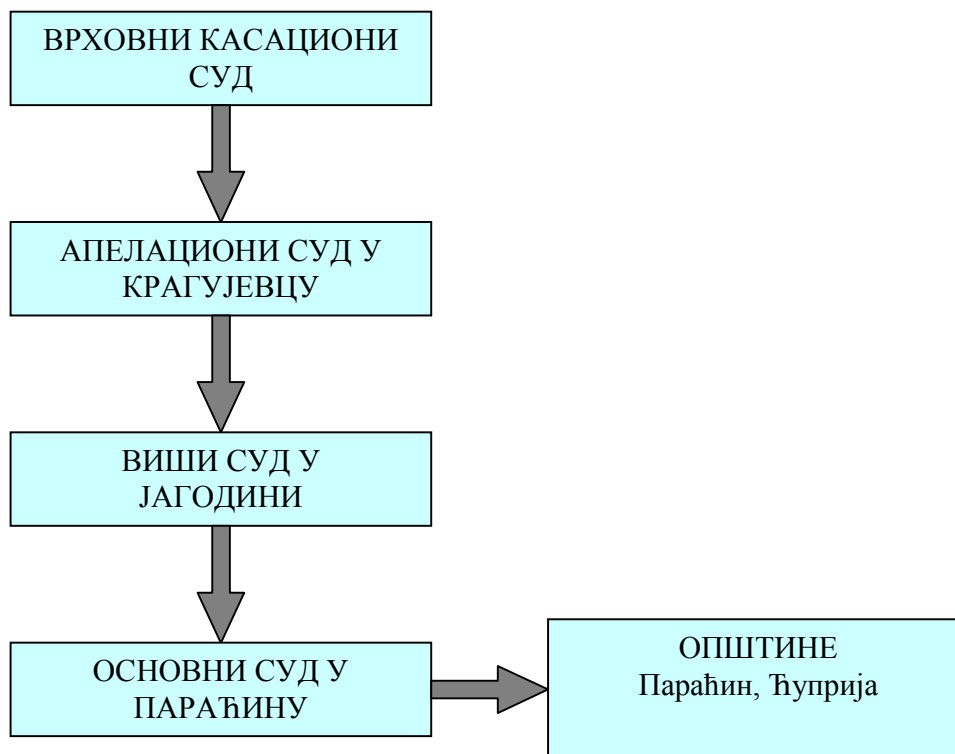 ВРХОВНИ КАСАЦИОНИ
СУД
АПЕЛАЦИОНИ СУД У
КРАГУЈЕВЦУ
ВИШИ СУД У
ЈАГОДИНИ
ОСНОВНИ СУД У
ПАРАЋИНУ
ОПШТИНЕ
Параћин, Ћуприја